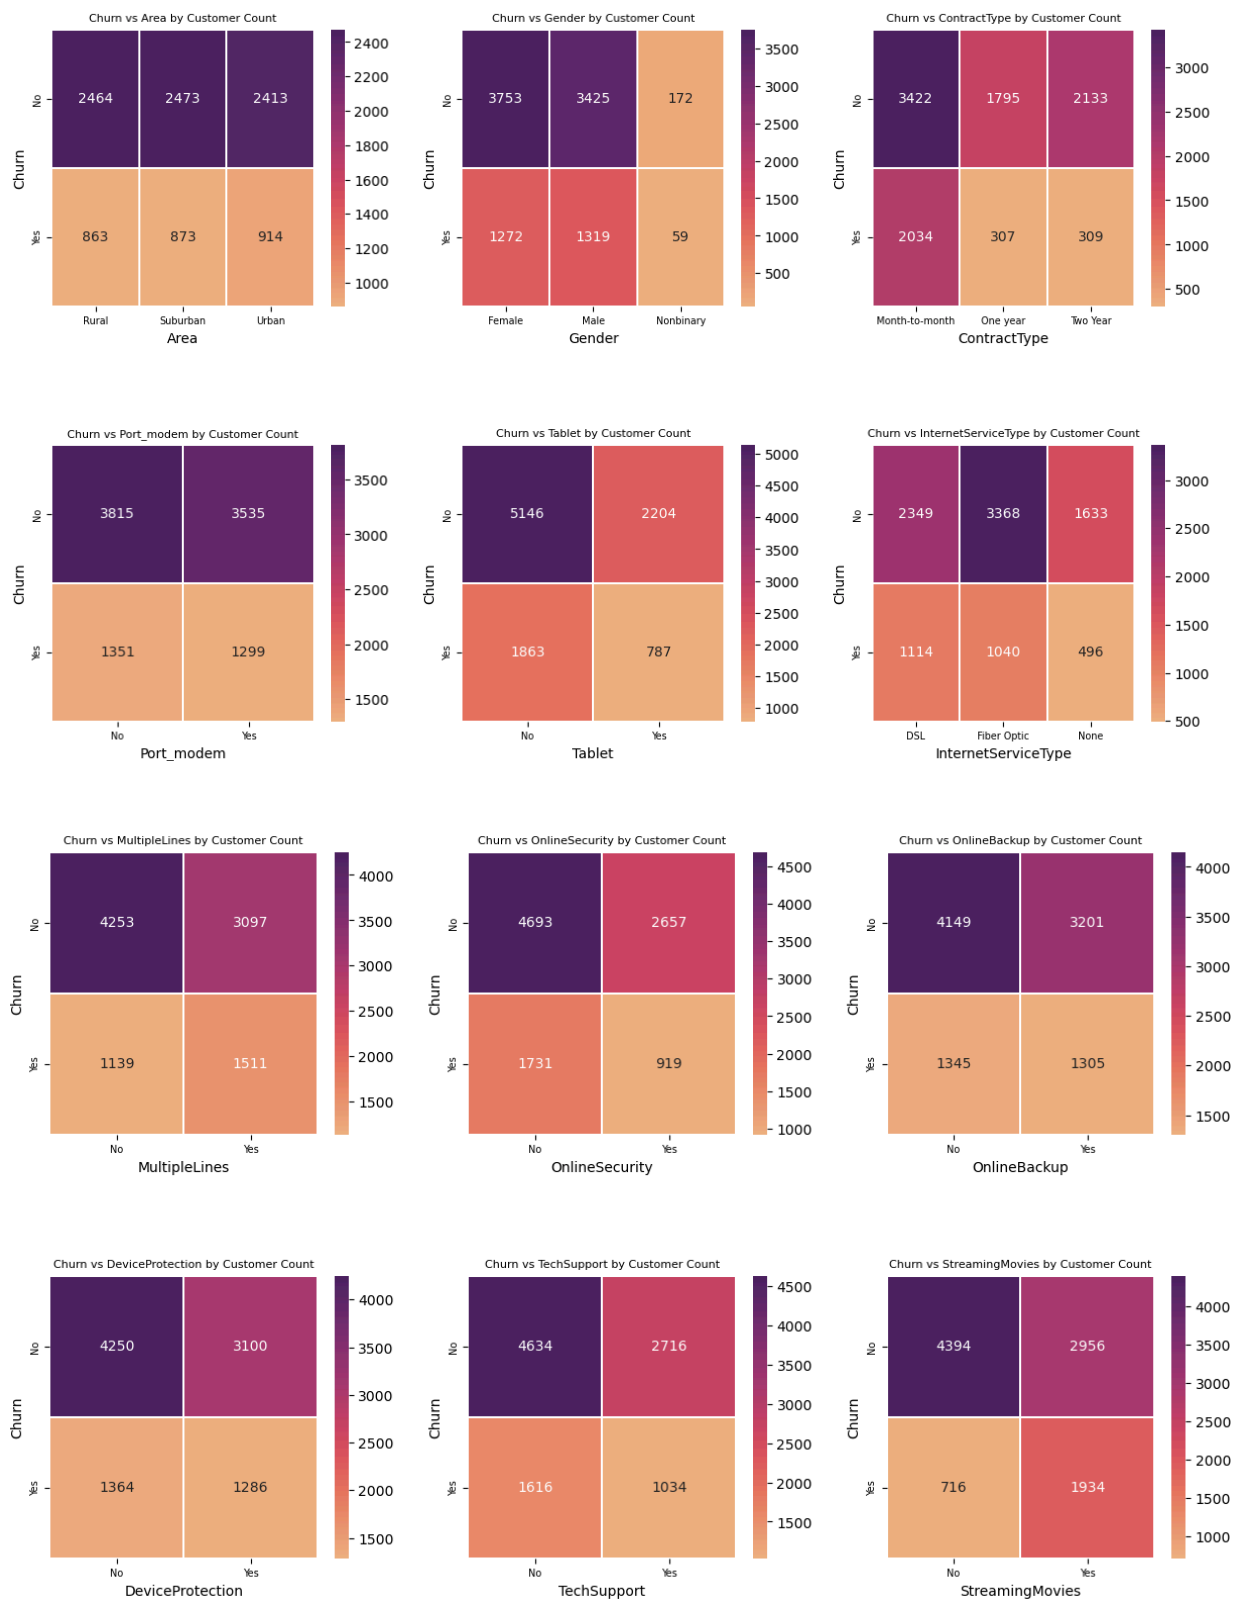 Churn vs Area by Customer Count
Churn
No
Yes
2464 2473 2413
863 873 914
Rural Suburban Urban
Area
2400
2200
2000
1800
1600
1400
1200
1000
Churn vs Gender by Customer Count
Churn
No
Yes
3753 3425 172
1272 1319 59
Female Male Nonbinary
Gender
3500
3000
2500
2000
1500
1000
500
Churn vs ContractType by Customer Count
Churn
No
Yes
3422 1795 2133
2034 307 309
Month-to-month One year Two Year
ContractType
3000
2500
2000
1500
1000
500
Churn vs Port_modem by Customer Count
Churn
No
Yes
3815 3535
1351 1299
No Yes
Port_modem
3500
3000
2500
2000
1500
Churn vs Tablet by Customer Count
Churn
No
Yes
5146 2204
1863 787
No Yes
Tablet
5000
4500
4000
3500
3000
2500
2000
1500
1000
Churn vs InternetServiceType by Customer Count
Churn
No
Yes
2349 3368 1633
1114 1040 496
DSL Fiber Optic None
InternetServiceType
3000
2500
2000
1500
1000
500
Churn vs MultipleLines by Customer Count
Churn
No
Yes
4253 3097
1139 1511
No Yes
MultipleLines
4000
3500
3000
2500
2000
1500
Churn vs OnlineSecurity by Customer Count
Churn
No
Yes
4693 2657
1731 919
No Yes
OnlineSecurity
4500
4000
3500
3000
2500
2000
1500
1000
Churn vs OnlineBackup by Customer Count
Churn
No
Yes
4149 3201
1345 1305
No Yes
OnlineBackup
4000
3500
3000
2500
2000
1500
Churn vs DeviceProtection by Customer Count
Churn
No
Yes
4250 3100
1364 1286
No Yes
DeviceProtection
4000
3500
3000
2500
2000
1500
Churn vs TechSupport by Customer Count
Churn
No
Yes
4634 2716
1616 1034
No Yes
TechSupport
4500
4000
3500
3000
2500
2000
1500
Churn vs StreamingMovies by Customer Count
Churn
No
Yes
4394 2956
716 1934
No Yes
StreamingMovies
4000
3500
3000
2500
2000
1500
1000